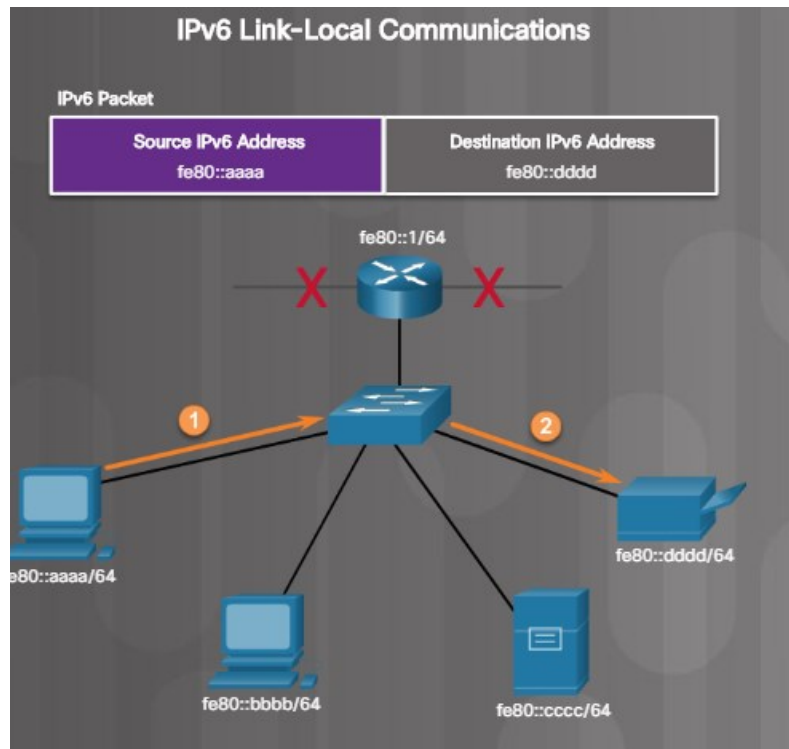 IPv6 Link-Local Communications
IPv6 Packet
Source IPv6 Address
fe80::aaaa
Destination IPv6 Address
fe80::dddd
fe80::1/64
X
X
1
2
e80::aaaa/64
fe80::dddd/64
fe80::bbbb/64
fe80::cccc/64